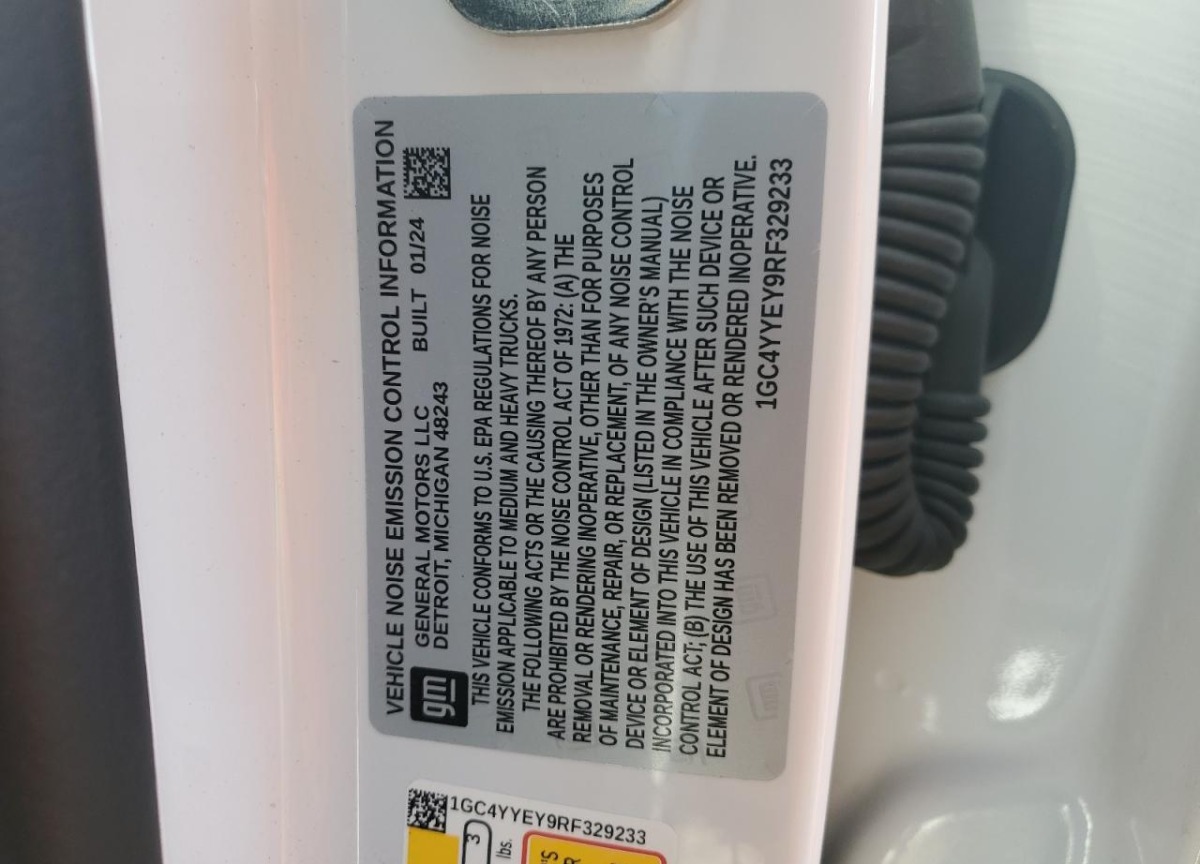 VEHICLE NOISE EMISSION CONTROL INFORMATION
gm
GENERAL MOTORS LLC BUILT 01/24
DETROIT, MICHIGAN 48243
THIS VEHICLE CONFORMS TO U.S. EPA REGULATIONS FOR NOISE
EMISSION APPLICABLE TO MEDIUM AND HEAVY TRUCKS.
THE FOLLOWING ACTS OR THE CAUSING THEREOF BY ANY PERSON
ARE PROHIBITED BY THE NOISE CONTROL ACT OF 1972: (A) THE
REMOVAL OR RENDERING INOPERATIVE, OTHER THAN FOR PURPOSES
OF MAINTENANCE, REPAIR, OR REPLACEMENT, OF ANY NOISE CONTROL
DEVICE OR ELEMENT OF DESIGN (LISTED IN THE OWNER'S MANUAL)
INCORPORATED INTO THIS VEHICLE IN COMPLIANCE WITH THE NOISE
CONTROL ACT; (B) THE USE OF THIS VEHICLE AFTER SUCH DEVICE OR
ELEMENT OF DESIGN HAS BEEN REMOVED OR RENDERED INOPERATIVE.
1GC4YYEY9RF329233
1GC4YYEY9RF329233
3
lbs.
'S
R